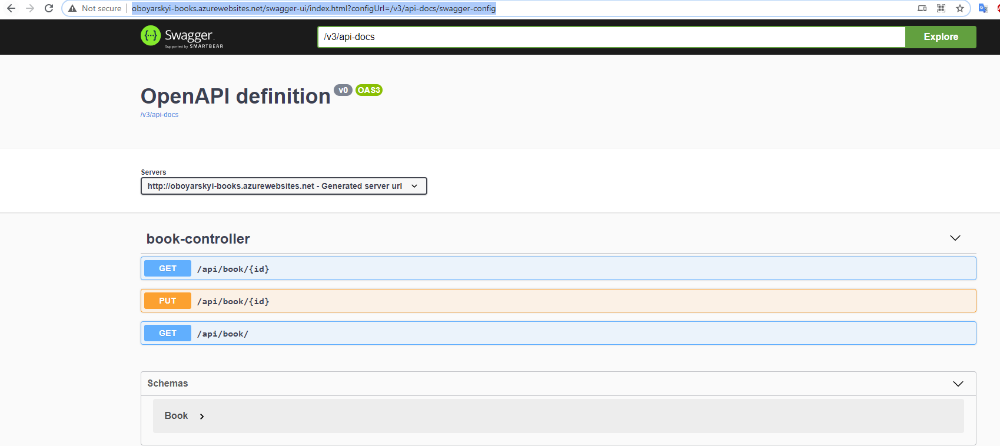 Not secure oboyarskyi-books.azurewebsites.net/swagger-ui/index.html?configUrl=/v3/api-docs/swagger-config
{···} Swagger
Supported by SMARTBEAR
/v3/api-docs
Explore
OpenAPI definition v0 OAS3
/v3/api-docs
Servers
http://oboyarskyi-books.azurewebsites.net - Generated server url
book-controller
GET /api/book/{id}
PUT /api/book/{id}
GET /api/book/
Schemas
Book